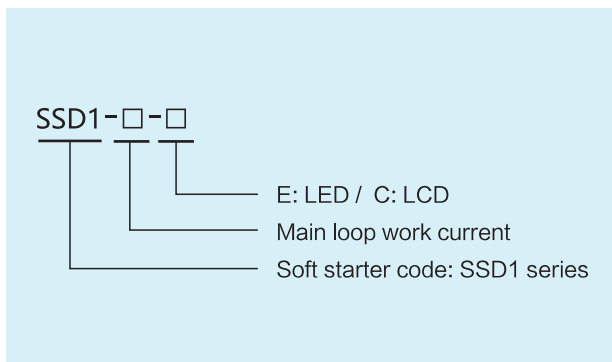 SSD1-□-□
E: LED / C: LCD
Main loop work current
Soft starter code: SSD1 series